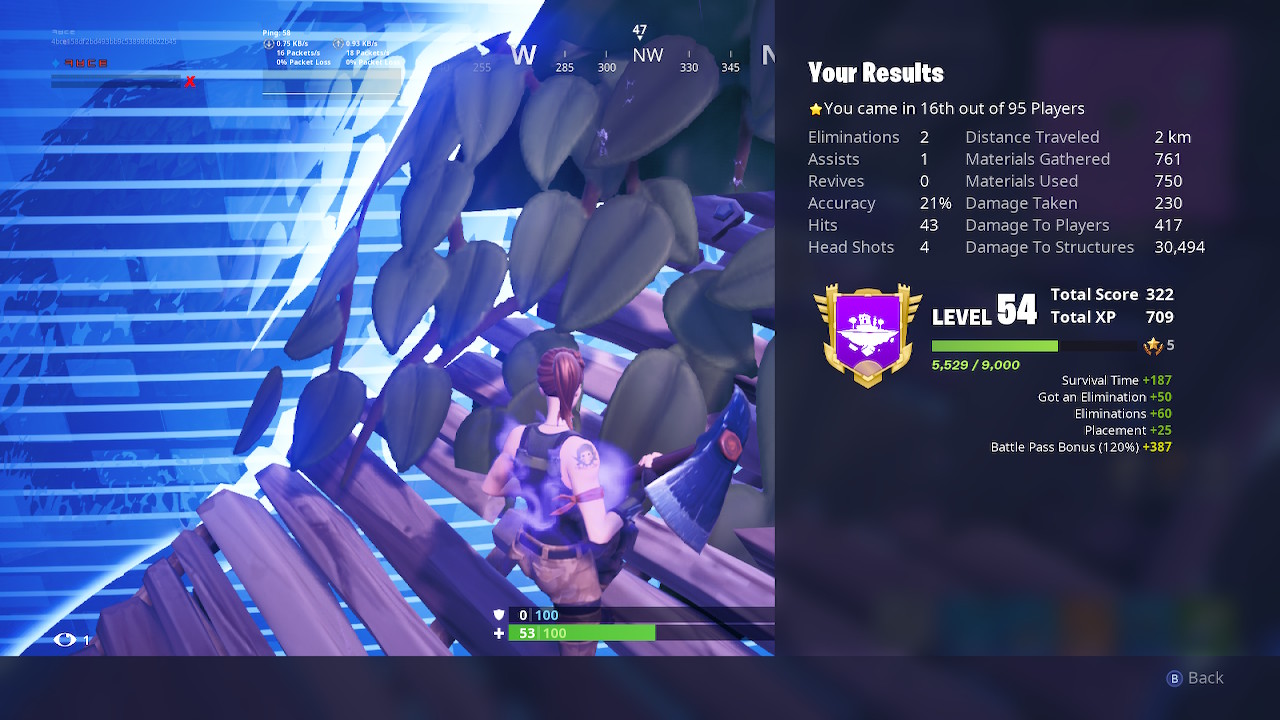 Ping: 58
0.75 KB/s 0.93 KB/s
16 Packets/s 18 Packets/s
0% Packet Loss 0% Packet
47
W NW N
255 285 300 330 345
Your Results
You came in 16th out of 95 Players
Eliminations 2 Distance Traveled 2 km
Assists 1 Materials Gathered 761
Revives 0 Materials Used 750
Accuracy 21% Damage Taken 230
Hits 43 Damage To Players 417
Head Shots 4 Damage To Structures 30,494
LEVEL 54
Total Score 322
Total XP 709
5
5,529 / 9,000
Survival Time +187
Got an Elimination +50
Eliminations +60
Placement +25
Battle Pass Bonus (120%) +387
0 | 100
53 | 100
1
B Back